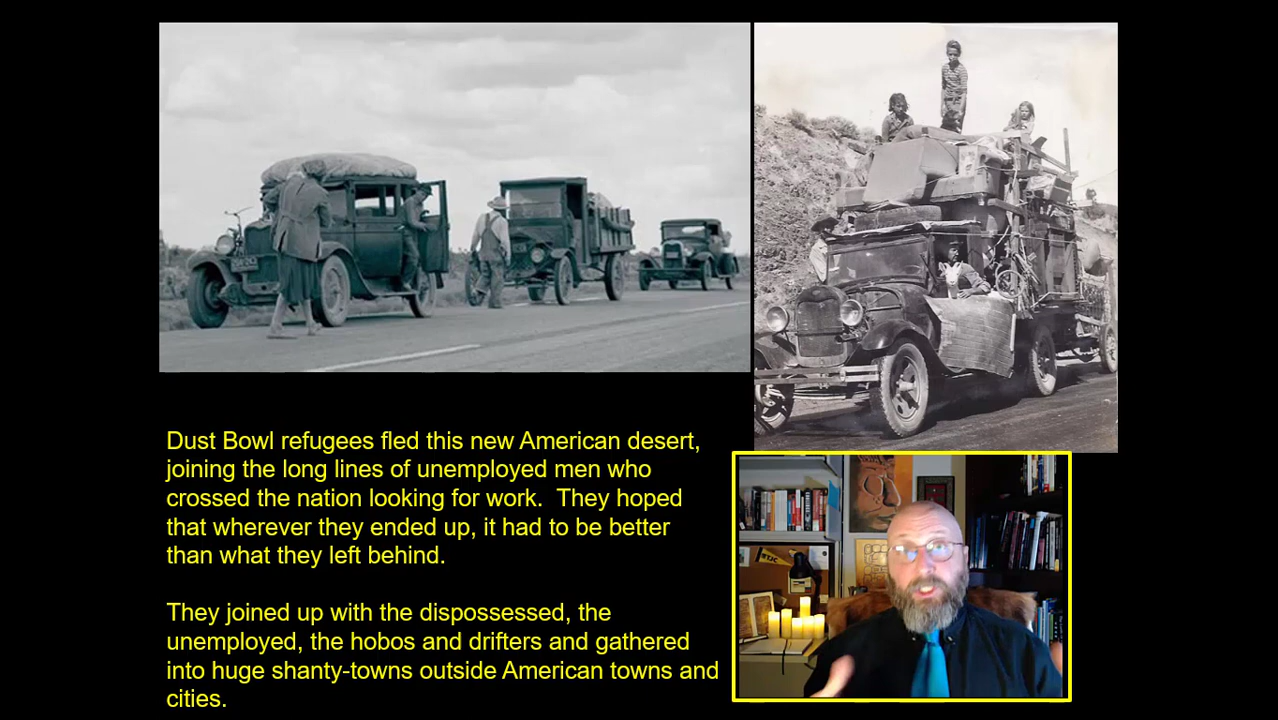 Dust Bowl refugees fled this new American desert,
joining the long lines of unemployed men who
crossed the nation looking for work.  They hoped
that wherever they ended up, it had to be better
than what they left behind.
They joined up with the dispossessed, the
unemployed, the hobos and drifters and gathered
into huge shanty-towns outside American towns and
cities.